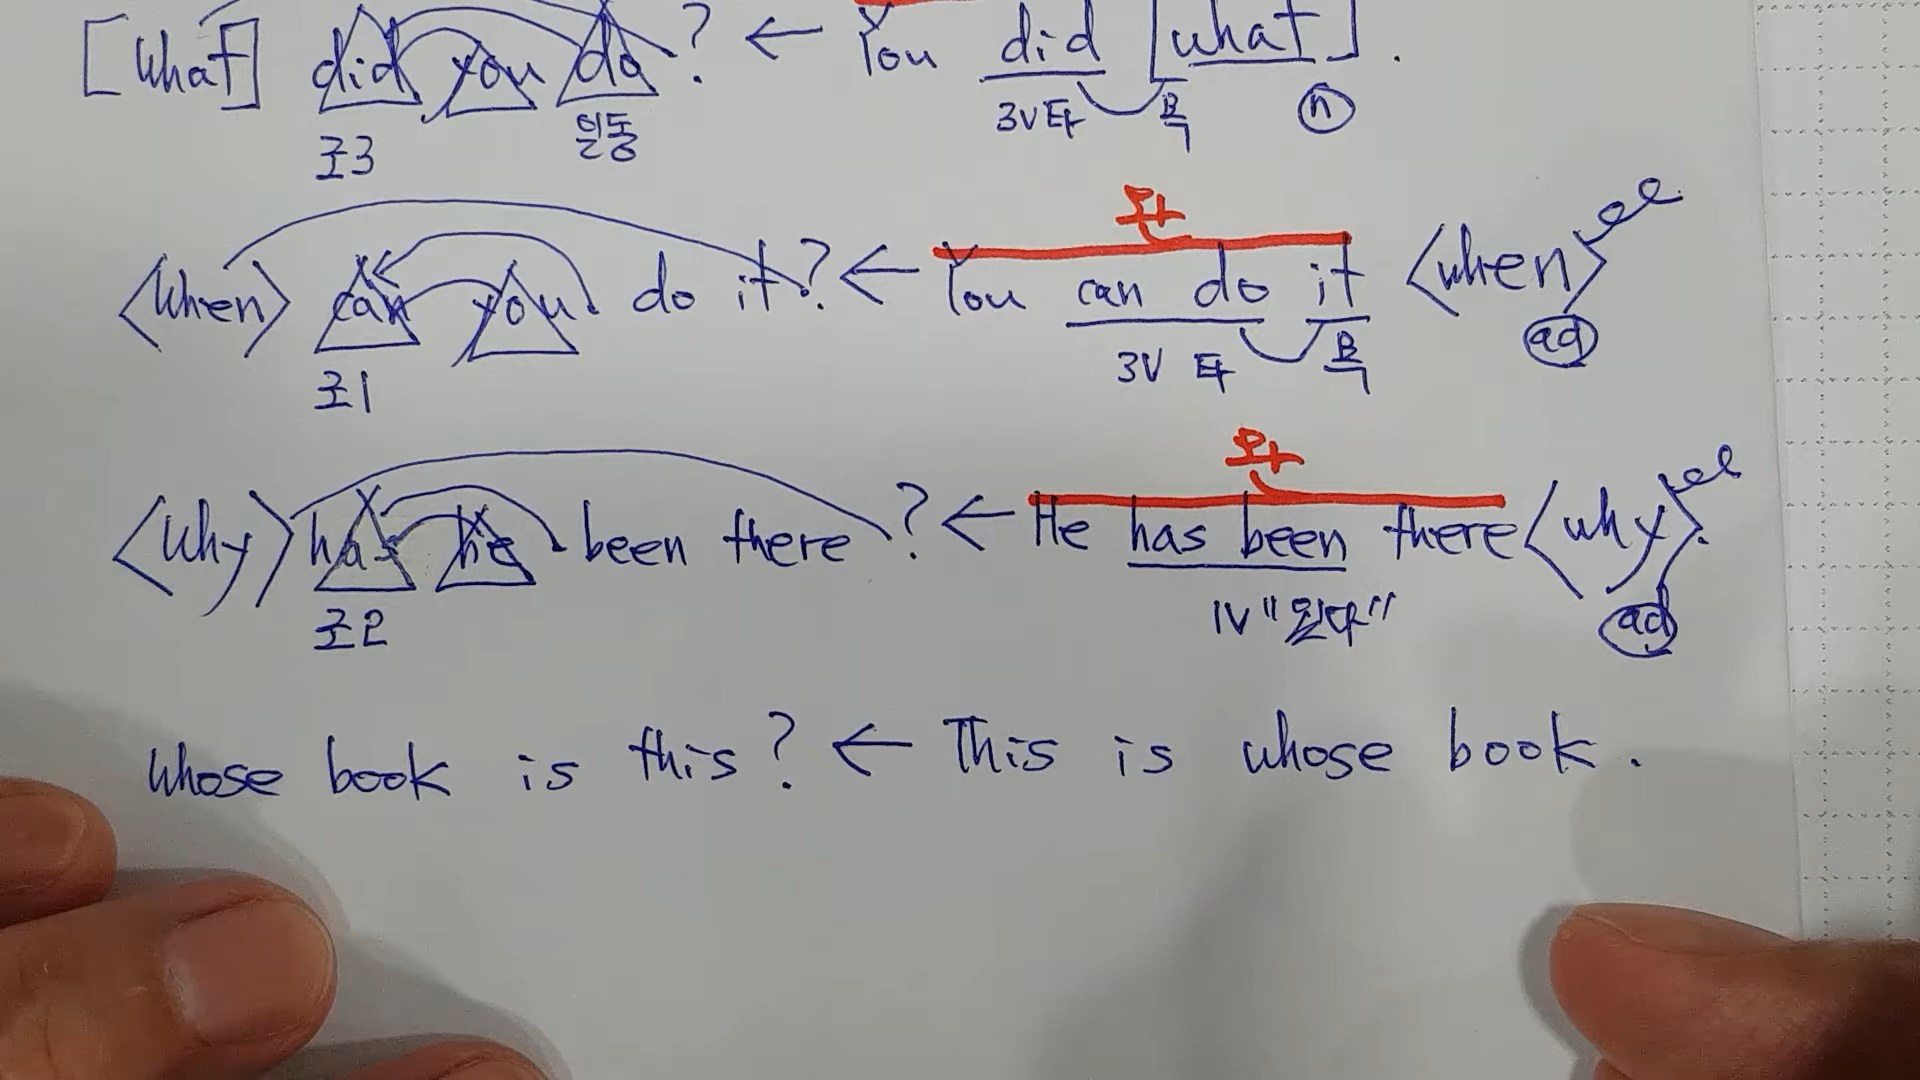 [What] did you do? ← You did [what].
조3 일동 3V타 목 n
완
<When> can you do it? ← You can do it <when>
조1 3V 타 목 ad
완
<Why> has he been there? ← He has been there <why>.
조2 1V "있다" ad
Whose book is this? ← This is whose book.